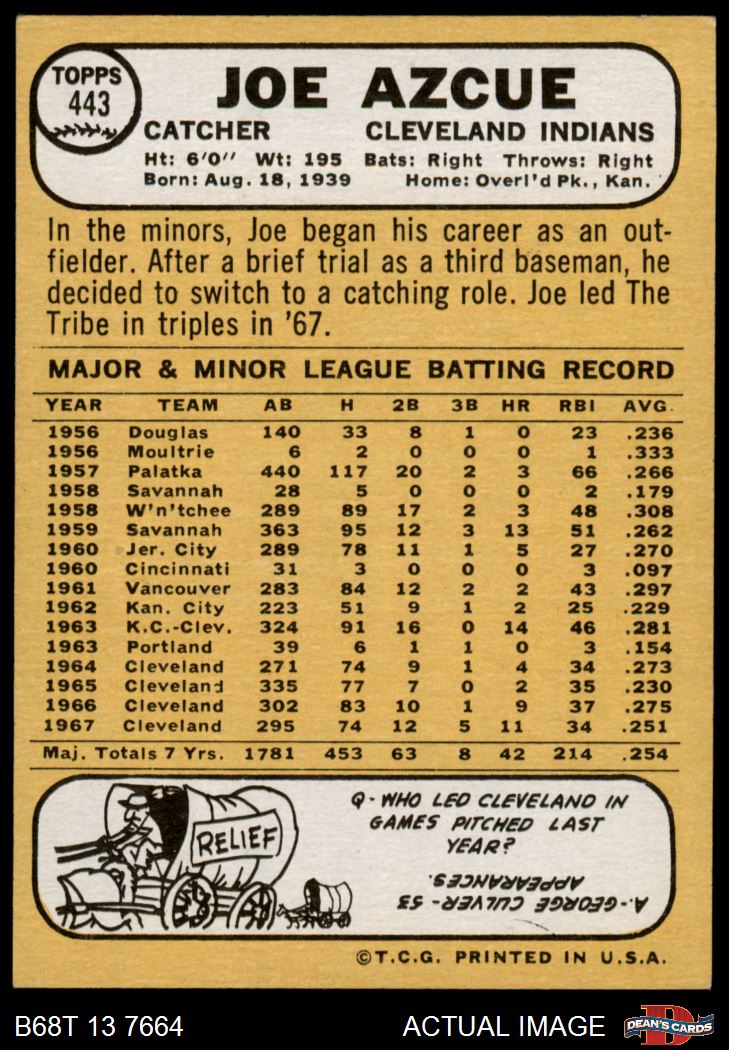 TOPPS
443
JOE AZCUE
CATCHER CLEVELAND INDIANS
Ht: 6'0" Wt: 195 Bats: Right Throws: Right
Born: Aug. 18, 1939 Home: Overl'd Pk., Kan.
In the minors, Joe began his career as an out-
fielder. After a brief trial as a third baseman, he
decided to switch to a catching role. Joe led The
Tribe in triples in '67.
MAJOR & MINOR LEAGUE BATTING RECORD
YEAR TEAM AB H 2B 3B HR RBI AVG.
1956 Douglas 140 33 8 1 0 23 .236
1956 Moultrie 6 2 0 0 0 1 .333
1957 Palatka 440 117 20 2 3 66 .266
1958 Savannah 28 5 0 0 0 2 .179
1958 W'n'tchee 289 89 17 2 3 48 .308
1959 Savannah 363 95 12 3 13 51 .262
1960 Jer. City 289 78 11 1 5 27 .270
1960 Cincinnati 31 3 0 0 0 3 .097
1961 Vancouver 283 84 12 2 2 43 .297
1962 Kan. City 223 51 9 1 2 25 .229
1963 K.C.-Clev. 324 91 16 0 14 46 .281
1963 Portland 39 6 1 1 0 3 .154
1964 Cleveland 271 74 9 1 4 34 .273
1965 Cleveland 335 77 7 0 2 35 .230
1966 Cleveland 302 83 10 1 9 37 .275
1967 Cleveland 295 74 12 5 11 34 .251
Maj. Totals 7 Yrs. 1781 453 63 8 42 214 .254
RELIEF
Q-WHO LED CLEVELAND IN
GAMES PITCHED LAST
YEAR?
A.-GEORGE CULVER-53
APPEARANCES.
©T.C.G. PRINTED IN U.S.A.
B68T 13 7664 ACTUAL IMAGE
D
DEAN'S CARDS